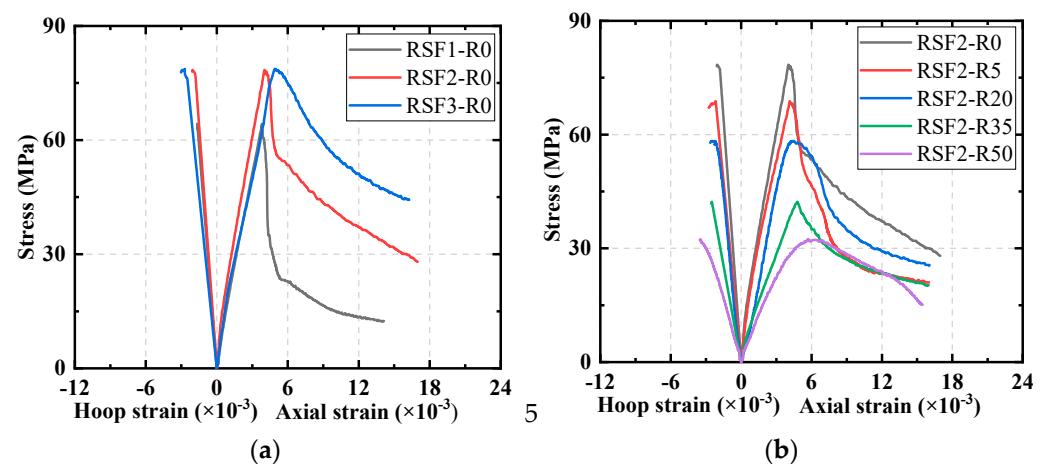 90
60
30
0
Stress (MPa)
RSF1-R0
RSF2-R0
RSF3-R0
-12 -6 0 6 12 18 24
Hoop strain (×10-3) Axial strain (×10-3)
(a)
5
90
60
30
0
Stress (MPa)
RSF2-R0
RSF2-R5
RSF2-R20
RSF2-R35
RSF2-R50
-12 -6 0 6 12 18 24
Hoop strain (×10-3) Axial strain (×10-3)
(b)